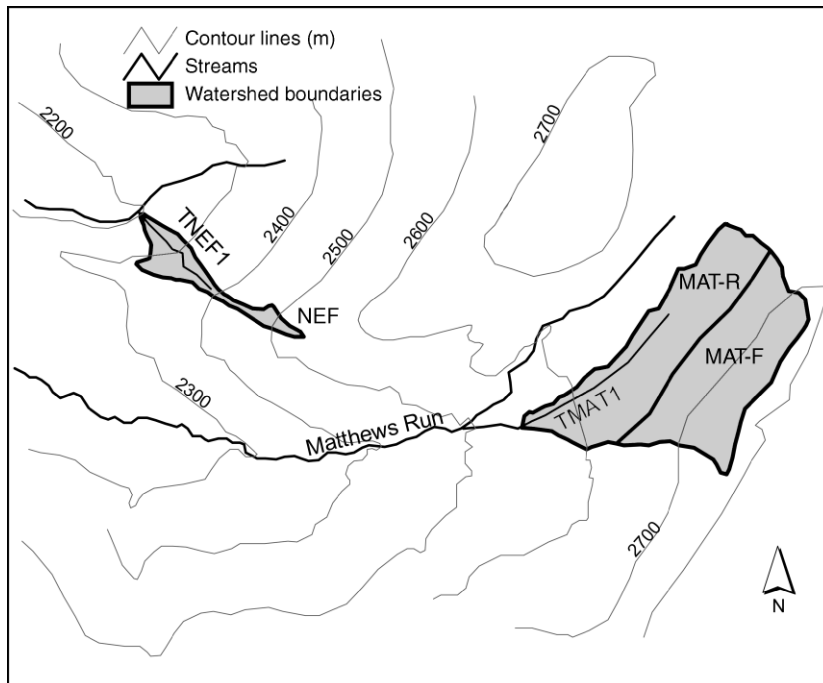 Contour lines (m)
Streams
Watershed boundaries
2200
2700
TNEF1
2400
2500
2600
NEF
MAT-R
MAT-F
2300
TMAT1
Matthews Run
2700
N